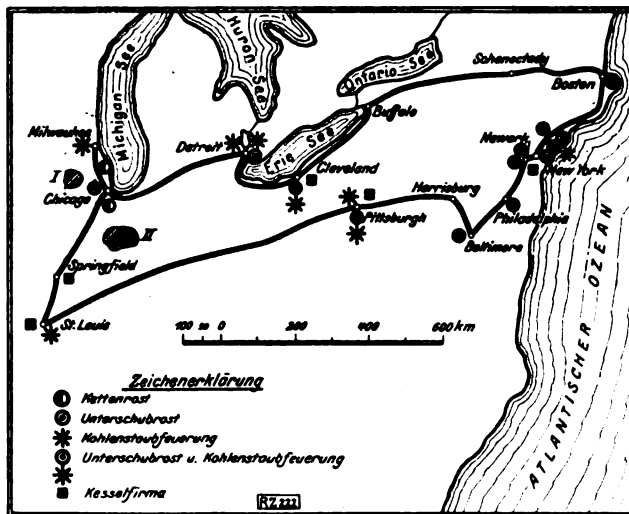 Michigan See
Huron See
Ontario-See
Erie See
Schenectady
Boston
Buffalo
Milwaukee
Detroit
Newark
New York
I
Chicago
Cleveland
Harrisburg
Pittsburgh
Philadelphia
Baltimore
II
Springfield
St. Louis
100 50 0 200 400 600 km
ATLANTISCHER OZEAN
Zeichenerklärung
Kettenrost
Unterschubrost
Kohlenstaubfeuerung
Unterschubrost u. Kohlenstaubfeuerung
Kesselfirma
RZ222